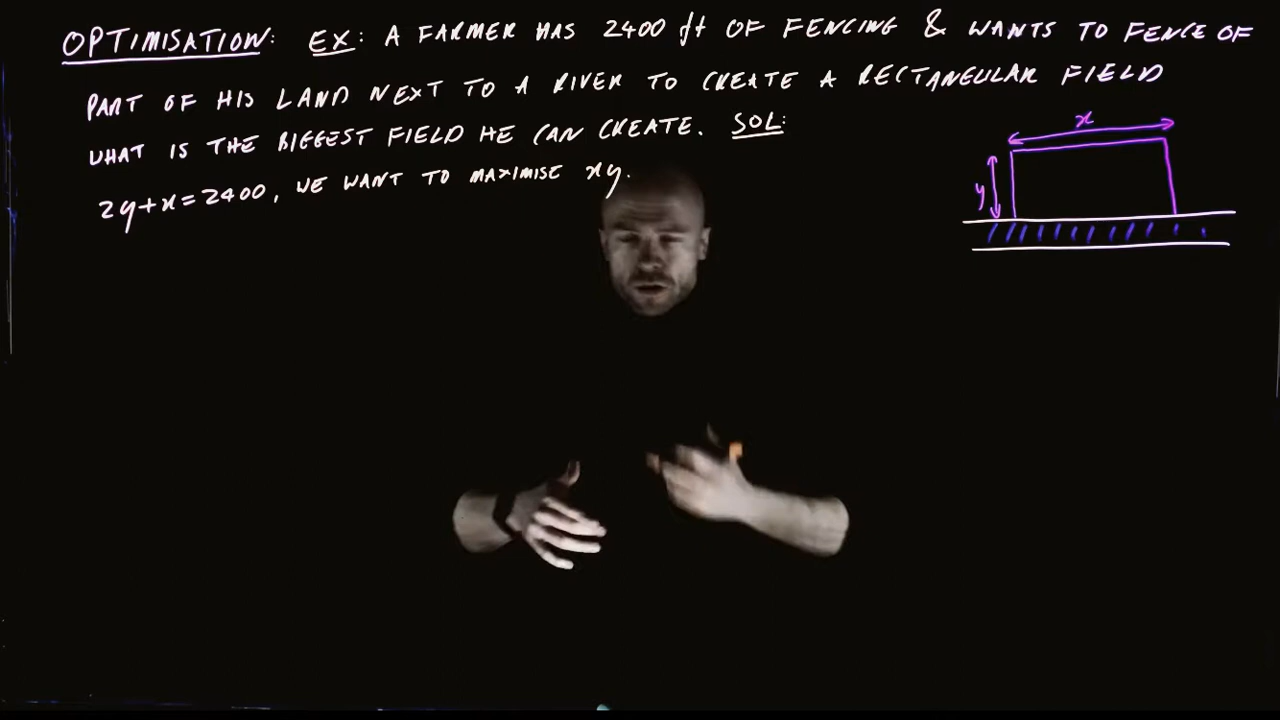 OPTIMISATION: EX: A FARMER HAS 2400 ft OF FENCING & WANTS TO FENCE OF
PART OF HIS LAND NEXT TO A RIVER TO CREATE A RECTANGULAR FIELD
WHAT IS THE BIGGEST FIELD HE CAN CREATE. SOL:
2y+x=2400, WE WANT TO MAXIMISE xy.
x
y